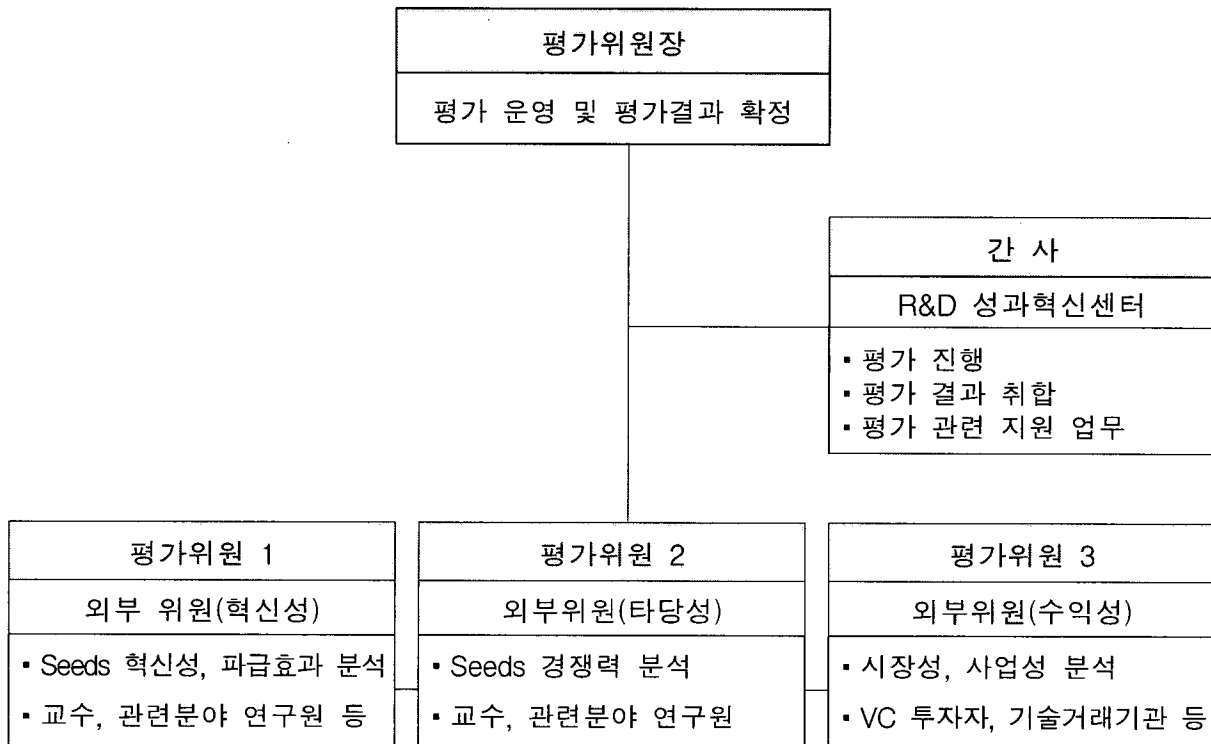 평가위원장
평가 운영 및 평가결과 확정
간 사
R&D 성과혁신센터
▪ 평가 진행
▪ 평가 결과 취합
▪ 평가 관련 지원 업무
평가위원 1
외부 위원(혁신성)
▪ Seeds 혁신성, 파급효과 분석
▪ 교수, 관련분야 연구원 등
평가위원 2
외부위원(타당성)
▪ Seeds 경쟁력 분석
▪ 교수, 관련분야 연구원
평가위원 3
외부위원(수익성)
▪ 시장성, 사업성 분석
▪ VC 투자자, 기술거래기관 등